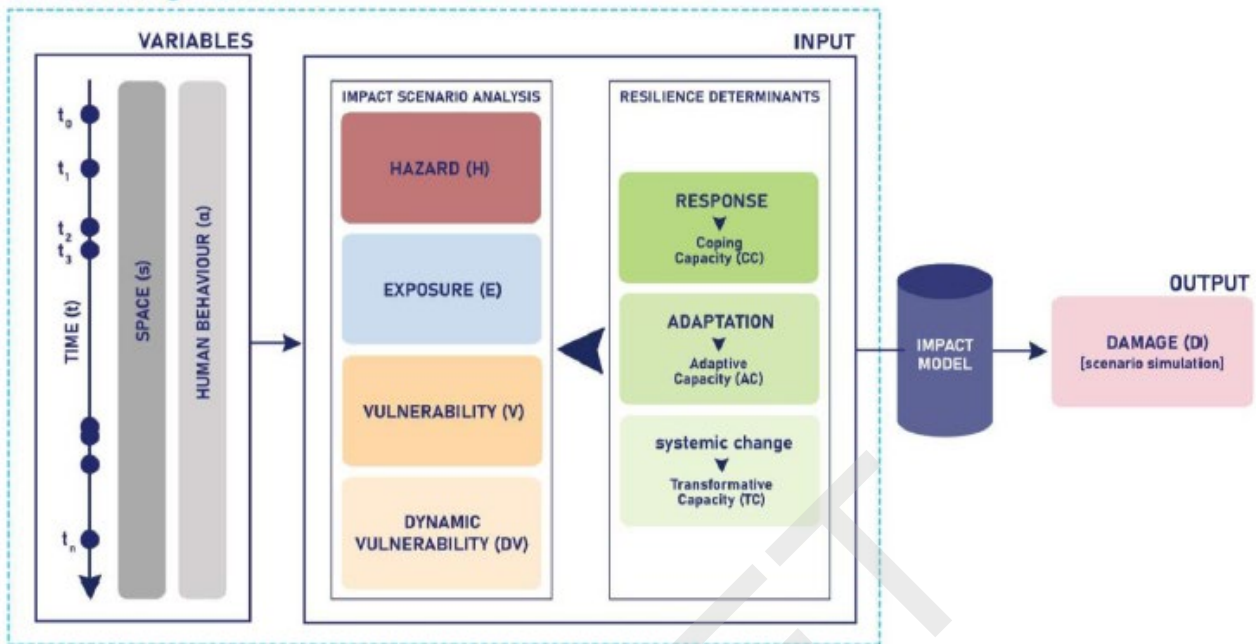 VARIABLES
t0
t1
t2
t3
tn
TIME (t)
SPACE (s)
HUMAN BEHAVIOUR (α)
INPUT
IMPACT SCENARIO ANALYSIS
HAZARD (H)
EXPOSURE (E)
VULNERABILITY (V)
DYNAMIC
VULNERABILITY (DV)
RESILIENCE DETERMINANTS
RESPONSE
Coping
Capacity (CC)
ADAPTATION
Adaptive
Capacity (AC)
systemic change
Transformative
Capacity (TC)
IMPACT
MODEL
OUTPUT
DAMAGE (D)
[scenario simulation]